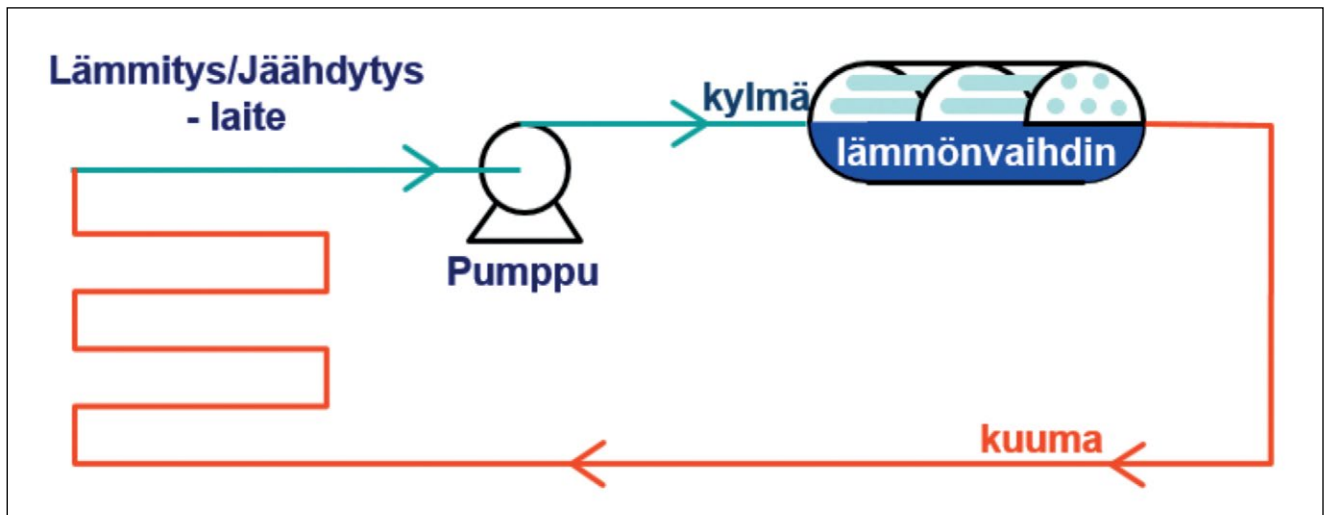 Lämmitys/Jäähdytys
- laite
kylmä
lämmönvaihdin
Pumppu
kuuma